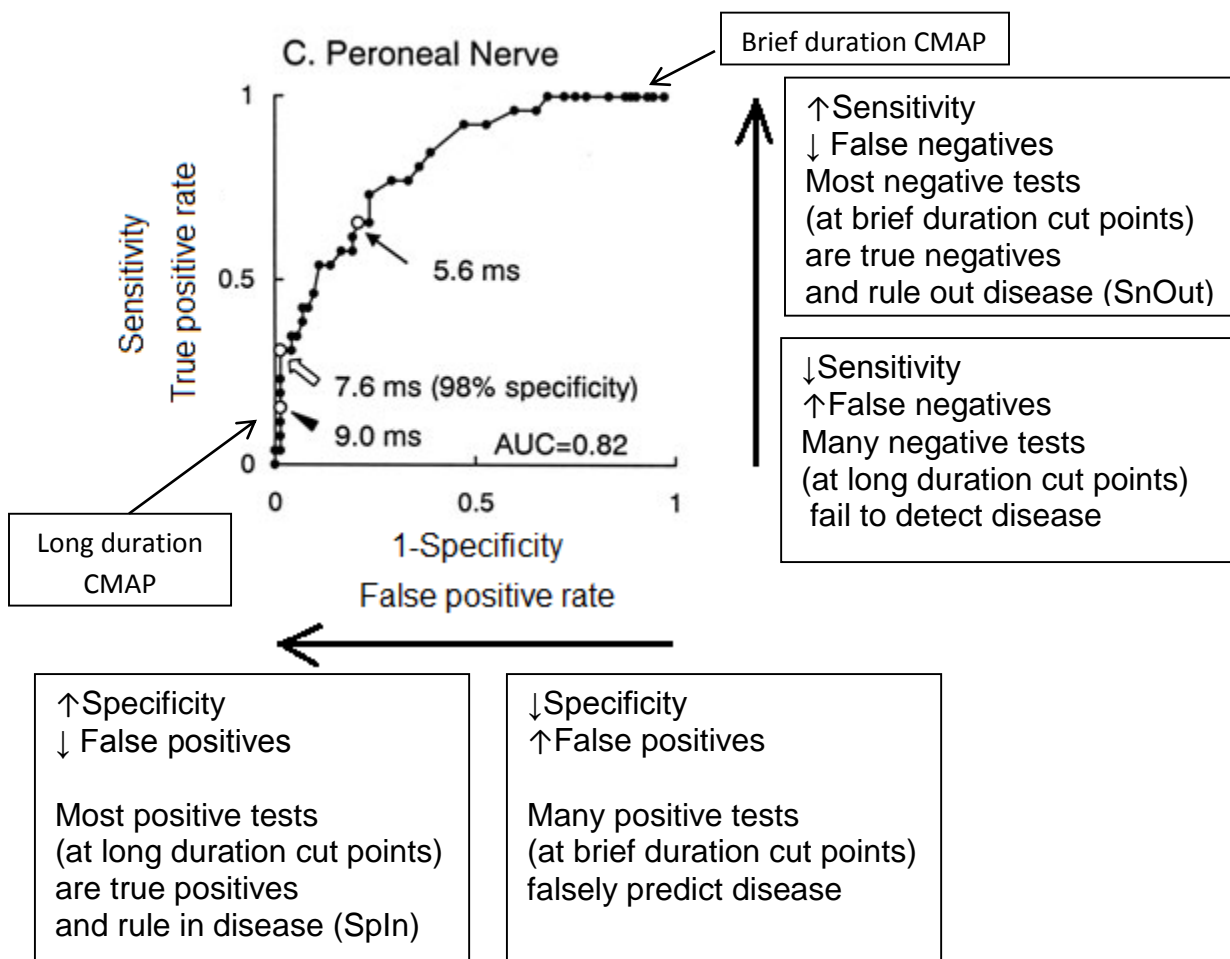 Brief duration CMAP
C. Peroneal Nerve
↑Sensitivity
↓ False negatives
Most negative tests
(at brief duration cut points)
are true negatives
and rule out disease (SnOut)
1
Sensitivity
True positive rate
0.5
0
5.6 ms
7.6 ms (98% specificity)
9.0 ms
AUC=0.82
↓Sensitivity
↑False negatives
Many negative tests
(at long duration cut points)
fail to detect disease
0 0.5 1
1-Specificity
False positive rate
Long duration
CMAP
↑Specificity
↓ False positives
Most positive tests
(at long duration cut points)
are true positives
and rule in disease (SpIn)
↓Specificity
↑False positives
Many positive tests
(at brief duration cut points)
falsely predict disease